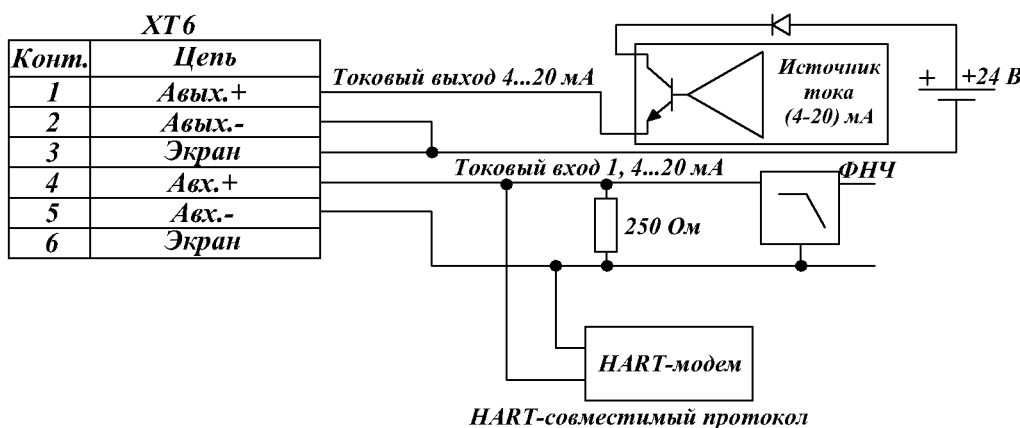 XT6
Конт. Цепь
1 Авых.+
2 Авых.-
3 Экран
4 Авх.+
5 Авх.-
6 Экран
Токовый выход 4...20 мА
Источник
тока
(4-20) мА
+ +24 В
Токовый вход 1, 4...20 мА
ФНЧ
250 Ом
HART-модем
HART-совместимый протокол